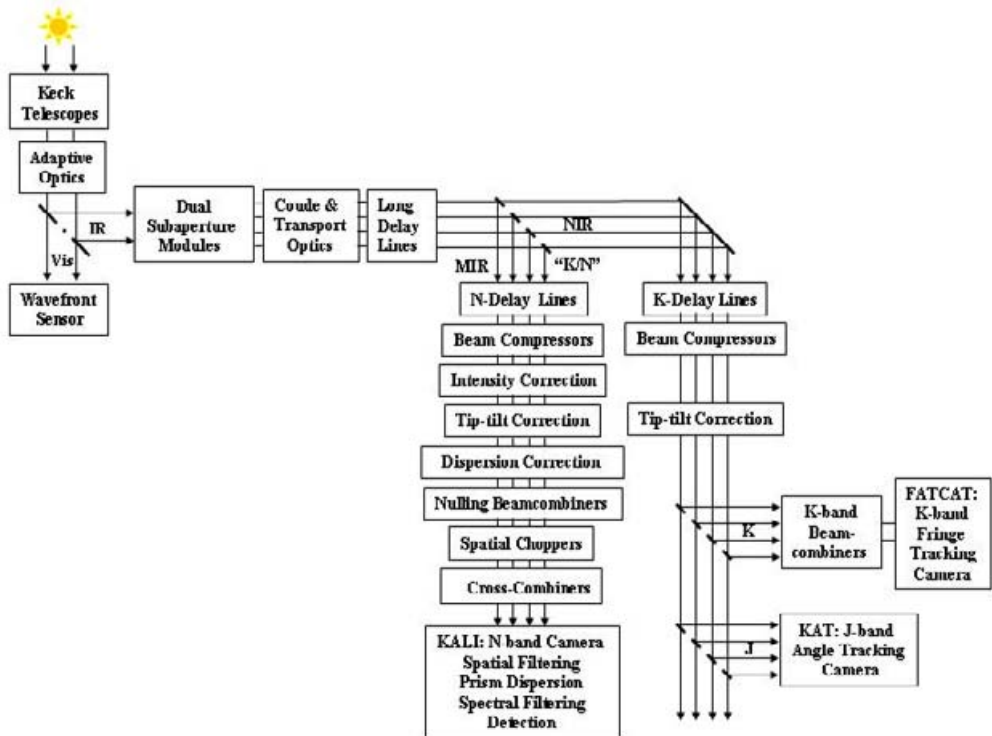 Keck
Telescopes
Adaptive
Optics
IR
Vis
Wavefront
Sensor
Dual
Subaperture
Modules
Coude &
Transport
Optics
Long
Delay
Lines
NIR
MIR
“K/N”
N-Delay Lines
Beam Compressors
Intensity Correction
Tip-tilt Correction
Dispersion Correction
Nulling Beamcombiners
Spatial Choppers
Cross-Combiners
KALI: N-band Camera
Spatial Filtering
Prism Dispersion
Spectral Filtering
Detection
K-Delay Lines
Beam Compressors
Tip-tilt Correction
K
K-band
Beam-
combiners
FATCAT:
K-band
Fringe
Tracking
Camera
J
KAT: J-band
Angle Tracking
Camera